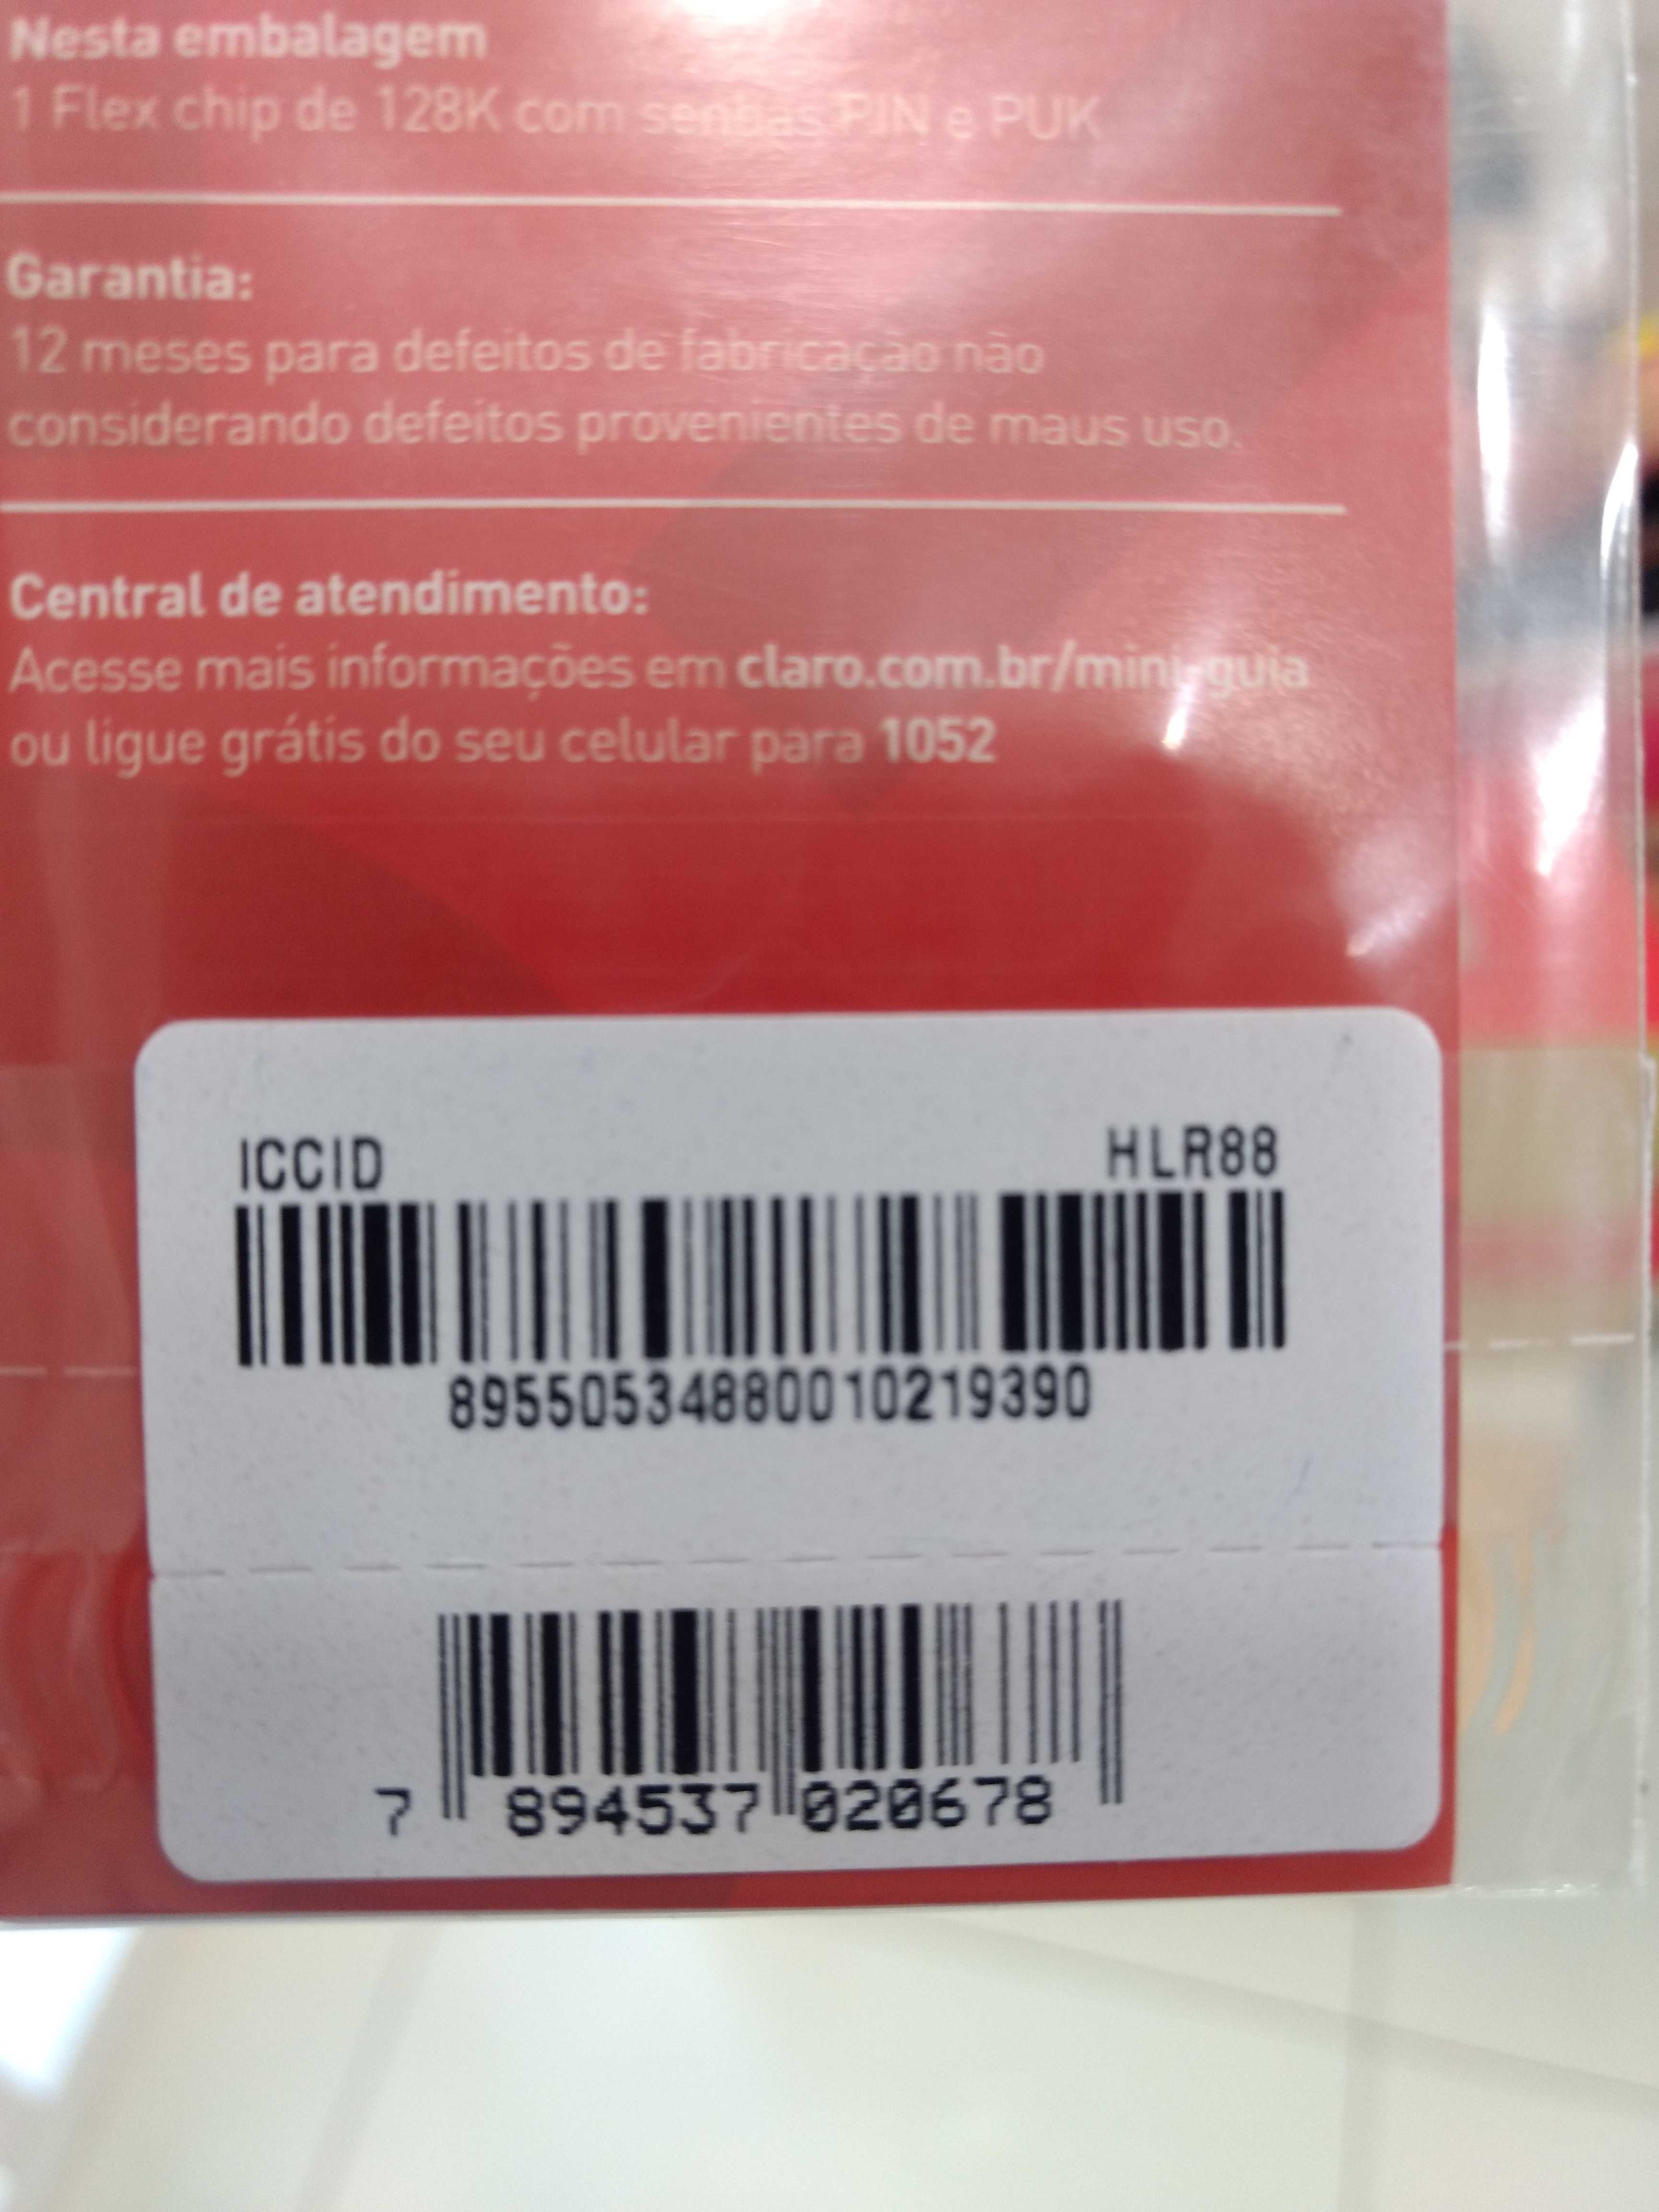 Nesta embalagem
1 Flex chip de 128K com senhas PIN e PUK
Garantia:
12 meses para defeitos de fabricação não
considerando defeitos provenientes de maus uso.
Central de atendimento:
Acesse mais informações em claro.com.br/mini-guia
ou ligue grátis do seu celular para 1052
ICCID HLR88
89550534880010219390
7 894537 020678